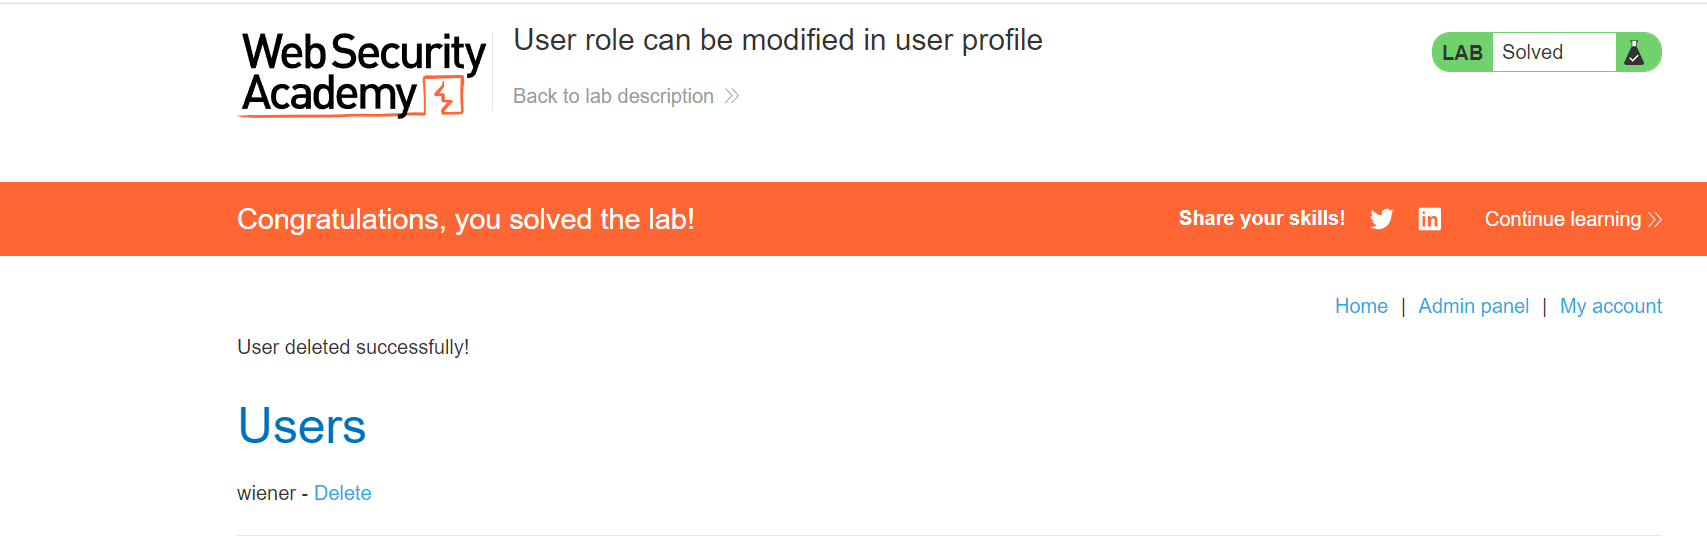 Web Security
Academy
User role can be modified in user profile
Back to lab description
LAB Solved
Congratulations, you solved the lab!
Share your skills!
in
Continue learning
Home | Admin panel | My account
User deleted successfully!
Users
wiener - Delete